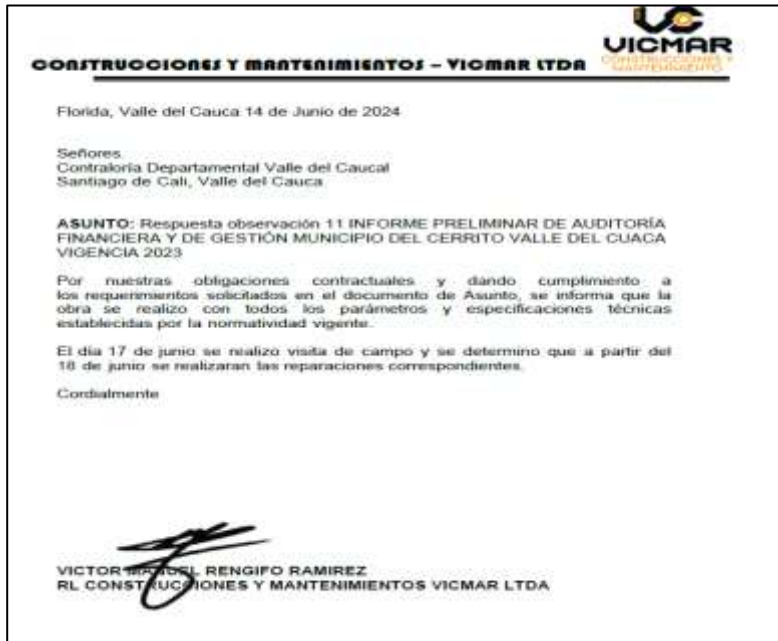 VICMAR
CONSTRUCCIONES Y
MANTENIMIENTO
CONSTRUCCIONES Y MANTENIMIENTOS – VICMAR LTDA
Florida, Valle del Cauca 14 de Junio de 2024
Señores
Contraloría Departamental Valle del Caucal
Santiago de Cali, Valle del Cauca
ASUNTO: Respuesta observación 11 INFORME PRELIMINAR DE AUDITORÍA
FINANCIERA Y DE GESTIÓN MUNICIPIO DEL CERRITO VALLE DEL CUACA
VIGENCIA 2023
Por nuestras obligaciones contractuales y dando cumplimiento a
los requerimientos solicitados en el documento de Asunto, se informa que la
obra se realizo con todos los parámetros y especificaciones técnicas
establecidas por la normatividad vigente.
El día 17 de junio se realizo visita de campo y se determino que a partir del
18 de junio se realizaran las reparaciones correspondientes.
Cordialmente
VICTOR MANUEL RENGIFO RAMIREZ
RL CONSTRUCCIONES Y MANTENIMIENTOS VICMAR LTDA